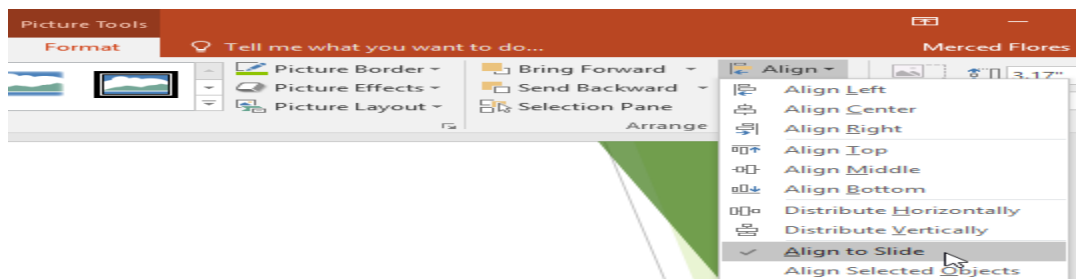 Picture Tools
Format Tell me what you want to do... Merced Flores
Picture Border Bring Forward Align 3.17"
Picture Effects Send Backward
Picture Layout Selection Pane
Arrange
Align Left
Align Center
Align Right
Align Top
Align Middle
Align Bottom
Distribute Horizontally
Distribute Vertically
Align to Slide
Align Selected Objects